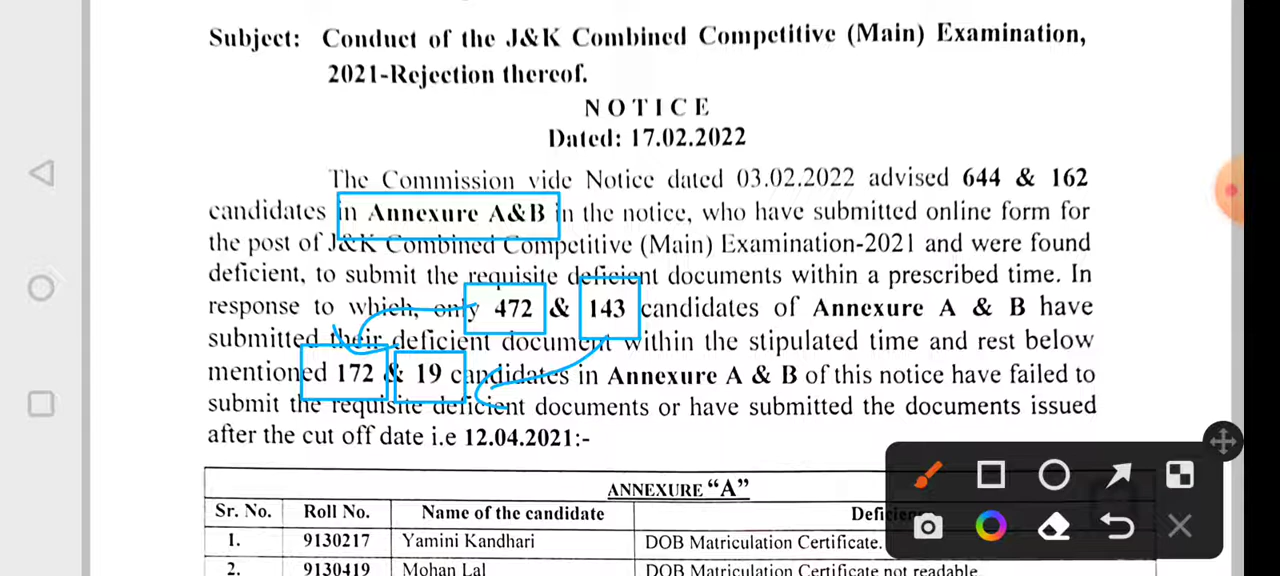 Subject: Conduct of the J&K Combined Competitive (Main) Examination,
2021-Rejection thereof.
NOTICE
Dated: 17.02.2022
The Commission vide Notice dated 03.02.2022 advised 644 & 162
candidates in Annexure A&B in the notice, who have submitted online form for
the post of J&K Combined Competitive (Main) Examination-2021 and were found
deficient, to submit the requisite deficient documents within a prescribed time. In
response to which, only 472 & 143 candidates of Annexure A & B have
submitted their deficient document within the stipulated time and rest below
mentioned 172 & 19 candidates in Annexure A & B of this notice have failed to
submit the requisite deficient documents or have submitted the documents issued
after the cut off date i.e 12.04.2021:-
ANNEXURE "A"
Sr. No. Roll No. Name of the candidate
1. 9130217 Yamini Kandhari DOB Matriculation Certificate.
2. 9130419 Mohan Lal DOB Matriculation Certificate not readable.